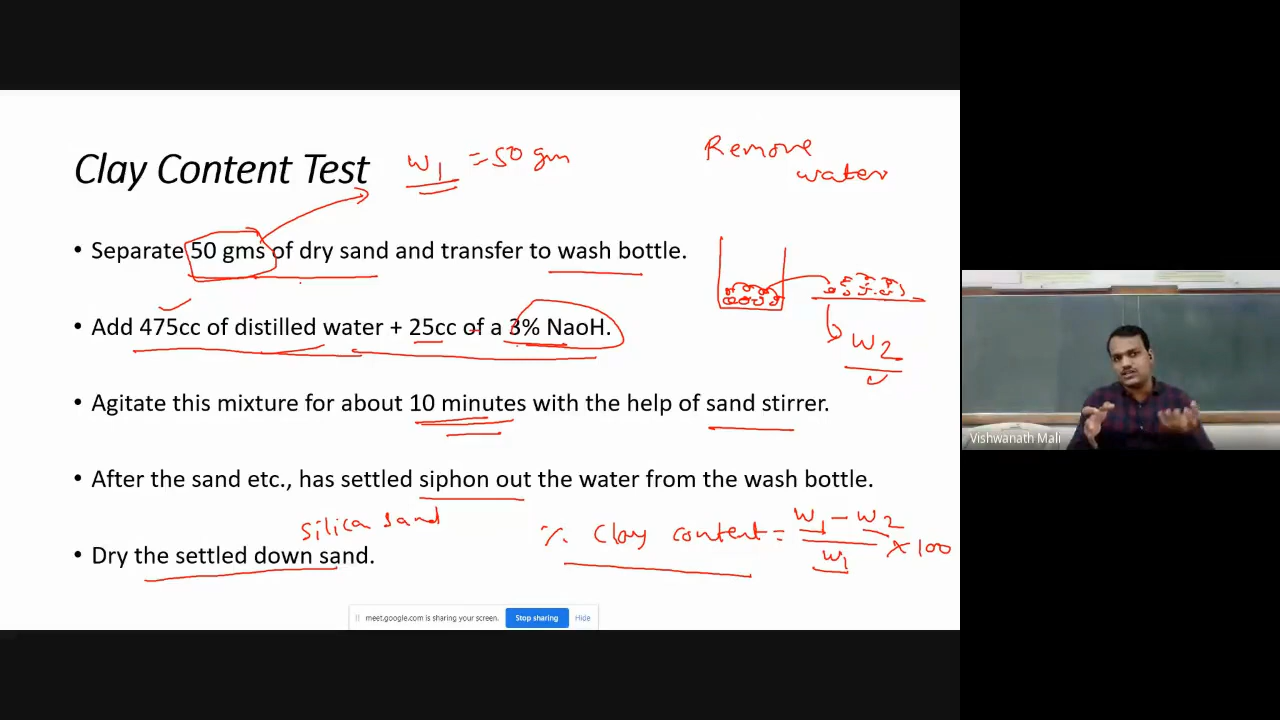 Clay Content Test
w1 = 50 gm
Remove
water
• Separate 50 gms of dry sand and transfer to wash bottle.
• Add 475cc of distilled water + 25cc of a 3% NaoH.
w2
• Agitate this mixture for about 10 minutes with the help of sand stirrer.
Vishwanath Mali
• After the sand etc., has settled siphon out the water from the wash bottle.
silica sand
% Clay content = w1 - w2 / w1 × 100
• Dry the settled down sand.
meet.google.com is sharing your screen. Stop sharing Hide